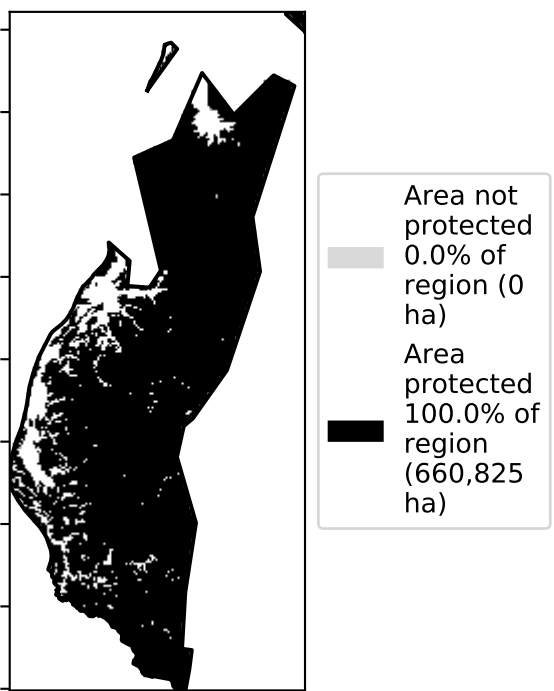 Area not
protected
0.0% of
region (0
ha)
Area
protected
100.0% of
region
(660,825
ha)